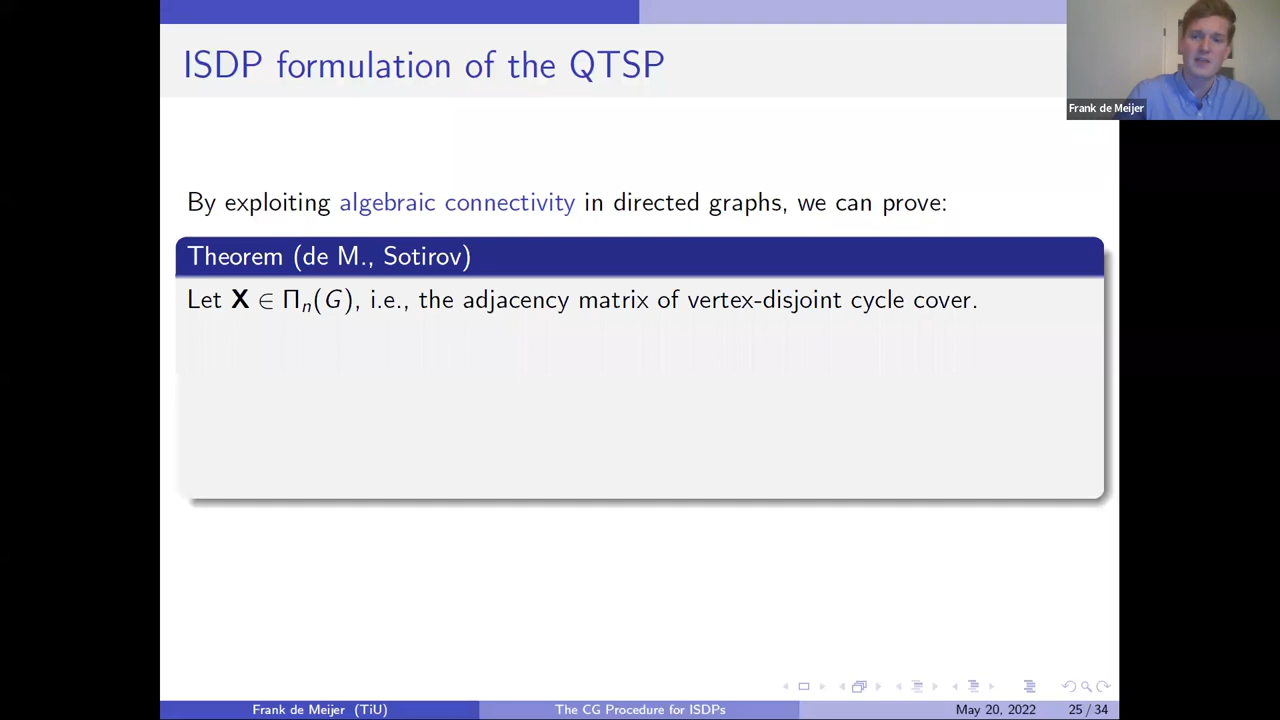 ISDP formulation of the QTSP
Frank de Meijer
By exploiting algebraic connectivity in directed graphs, we can prove:
Theorem (de M., Sotirov)
Let X ∈ Πₙ(G), i.e., the adjacency matrix of vertex-disjoint cycle cover.
Frank de Meijer (TiU) The CG Procedure for ISDPs May 20, 2022 25 / 34